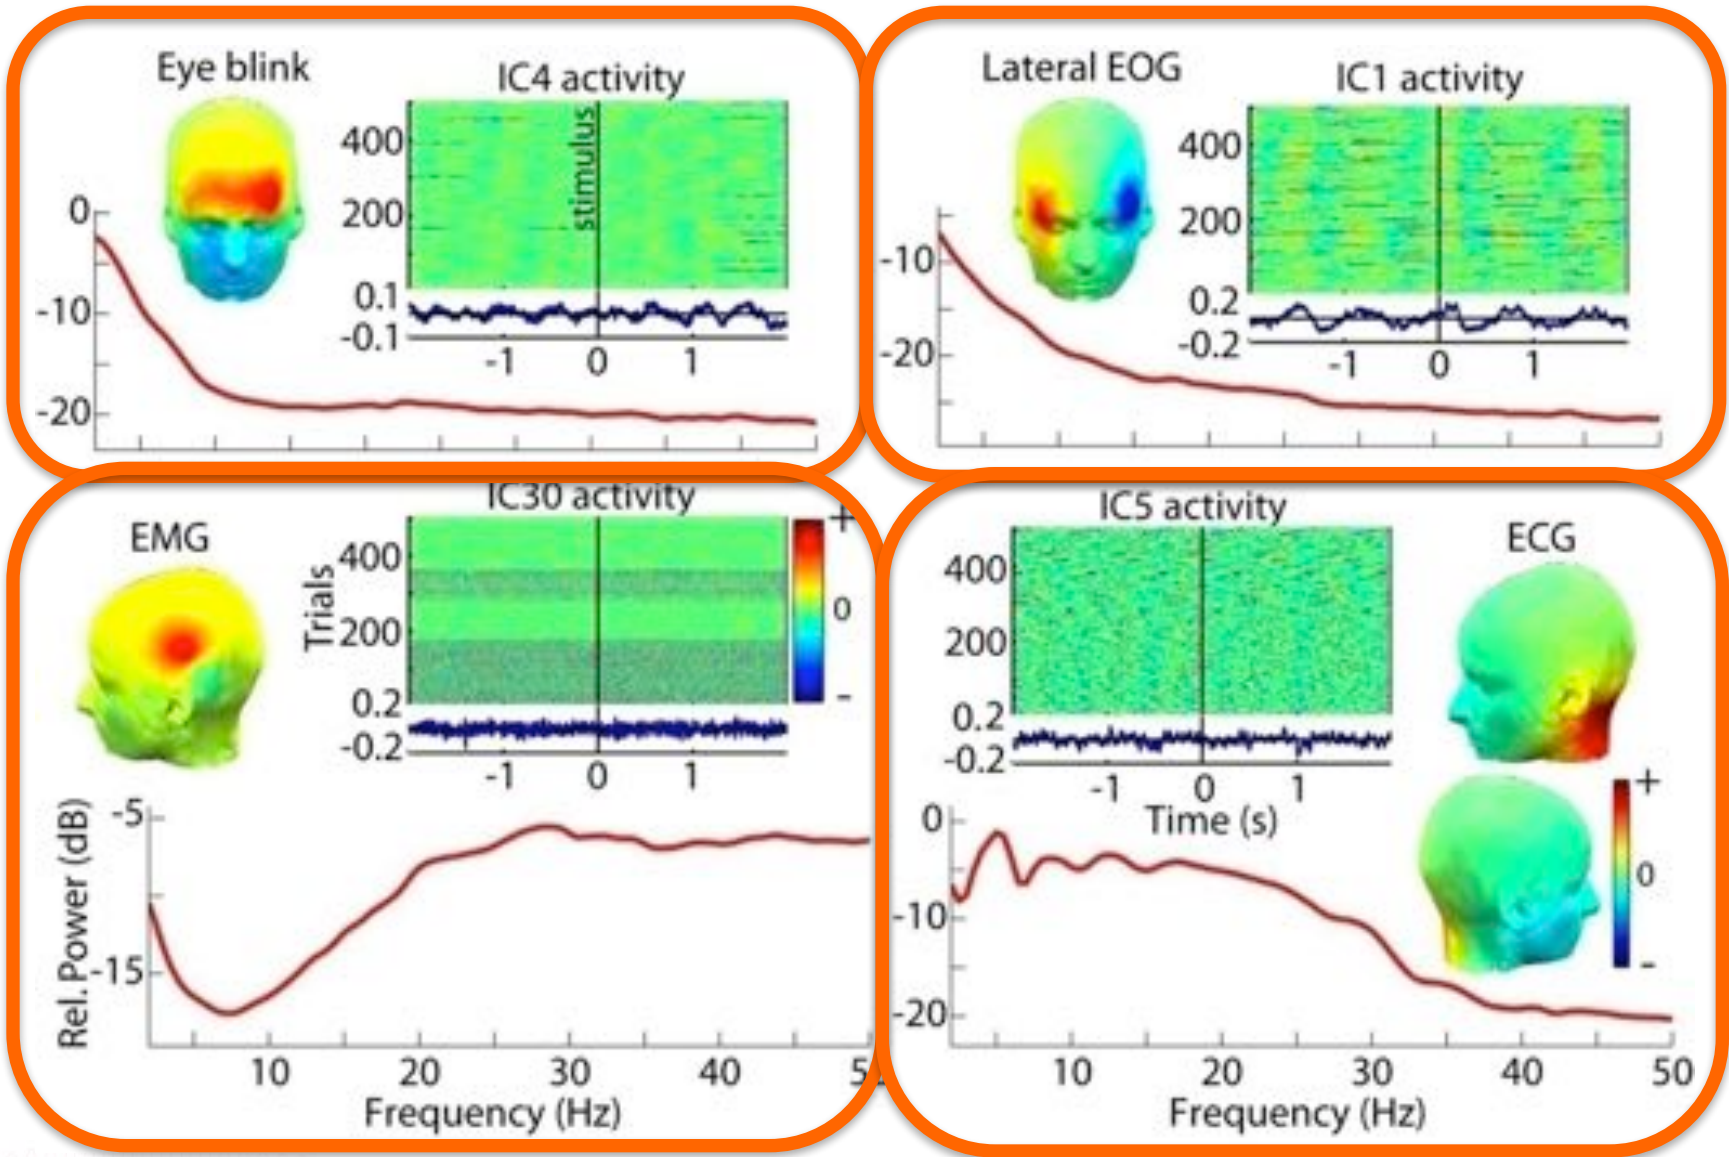 Eye blink
IC4 activity
stimulus
400
200
0.1
-0.1
-1 0 1
0
-10
-20
Lateral EOG
IC1 activity
400
200
0.2
-0.2
-1 0 1
-10
-20
EMG
IC30 activity
Trials
400
200
0.2
-0.2
-1 0 1
+
0
-
Rel. Power (dB)
-5
-15
10 20 30 40
Frequency (Hz)
IC5 activity
ECG
400
200
0.2
-0.2
-1 0 1
Time (s)
+
0
-
0
-10
-20
10 20 30 40 50
Frequency (Hz)